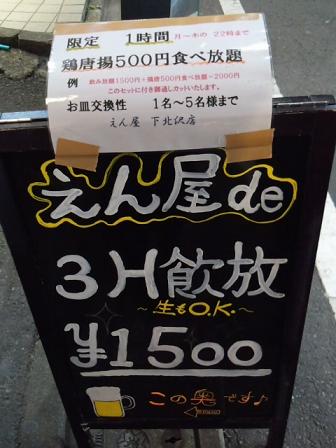 限定 1時間 月~木の22時まで
鶏唐揚500円食べ放題
例 飲み放題1500円+鶏唐揚500円食べ放題=2000円
このセットに付き御通しカットいたします。
お皿交換性 1名~5名様まで
えん屋 下北沢店
えん屋 de
3H飲放
~生もO.K.~
¥1500
この奥です♪